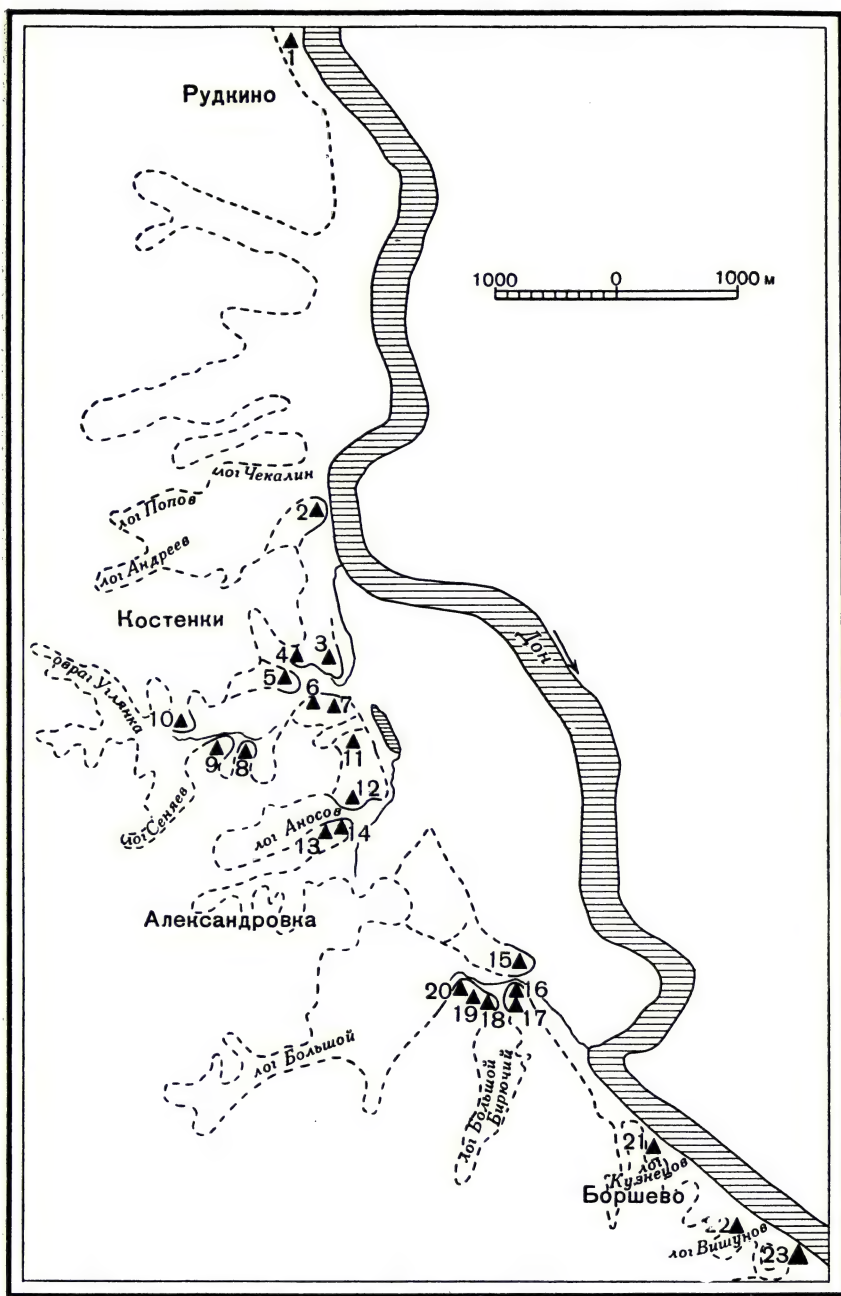 1
Рудкино
1000 0 1000 м
лог Чекалин
лог Попов
2
лог Андреев
Костенки
Дон
4 3
5
овраг Углянка
6 7
10
11
9 8
12
лог Сеняев
лог Аносов
13 14
Александровка
15
20 16
19 18 17
лог Большой
лог Большой
Бирючий
21
лог
Кузнецов
Боршево
22
лог Вишунов
23